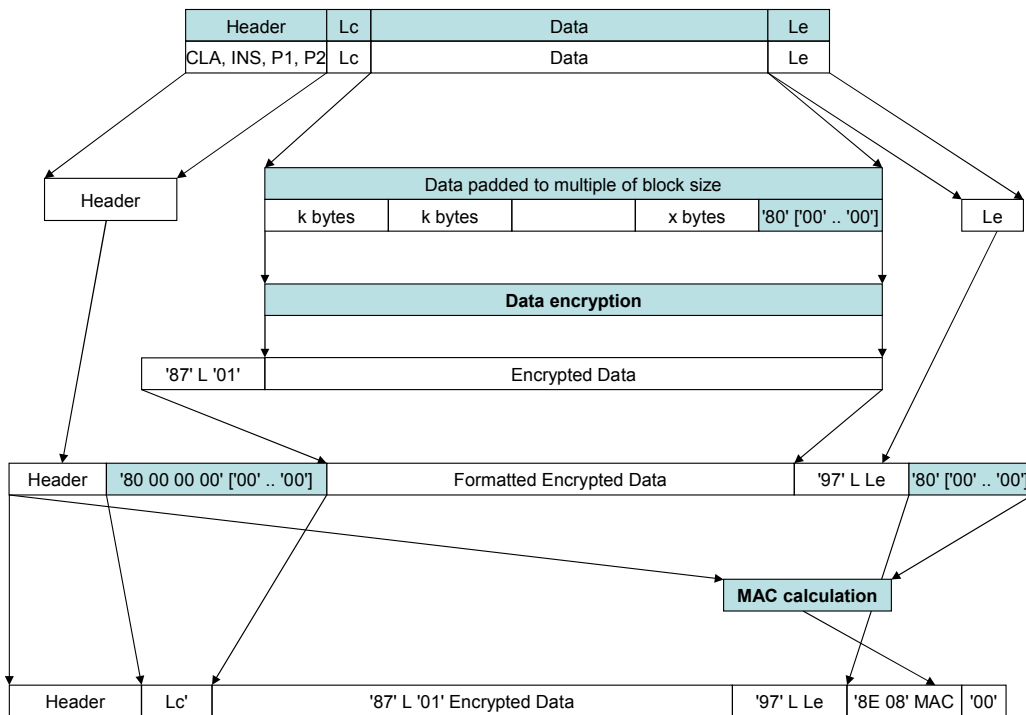 Header Lc Data Le
CLA, INS, P1, P2 Lc Data Le
Data padded to multiple of block size
Header
k bytes k bytes x bytes '80' ['00' .. '00']
Le
Data encryption
'87' L '01' Encrypted Data
Header '80 00 00 00' ['00' .. '00'] Formatted Encrypted Data '97' L Le '80' ['00' .. '00']
MAC calculation
Header Lc' '87' L '01' Encrypted Data '97' L Le '8E 08' MAC '00'